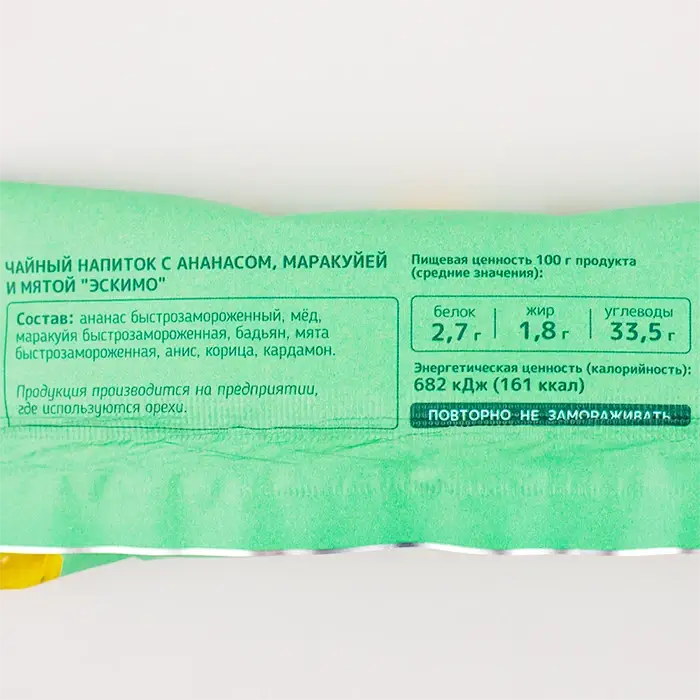 ЧАЙНЫЙ НАПИТОК С АНАНАСОМ, МАРАКУЙЕЙ
И МЯТОЙ "ЭСКИМО"
Состав: ананас быстрозамороженный, мёд,
маракуйя быстрозамороженная, бадьян, мята
быстрозамороженная, анис, корица, кардамон.
Продукция производится на предприятии,
где используются орехи.
Пищевая ценность 100 г продукта
(средние значения):
белок жир углеводы
2,7 г 1,8 г 33,5 г
Энергетическая ценность (калорийность):
682 кДж (161 ккал)
ПОВТОРНО НЕ ЗАМОРАЖИВАТЬ